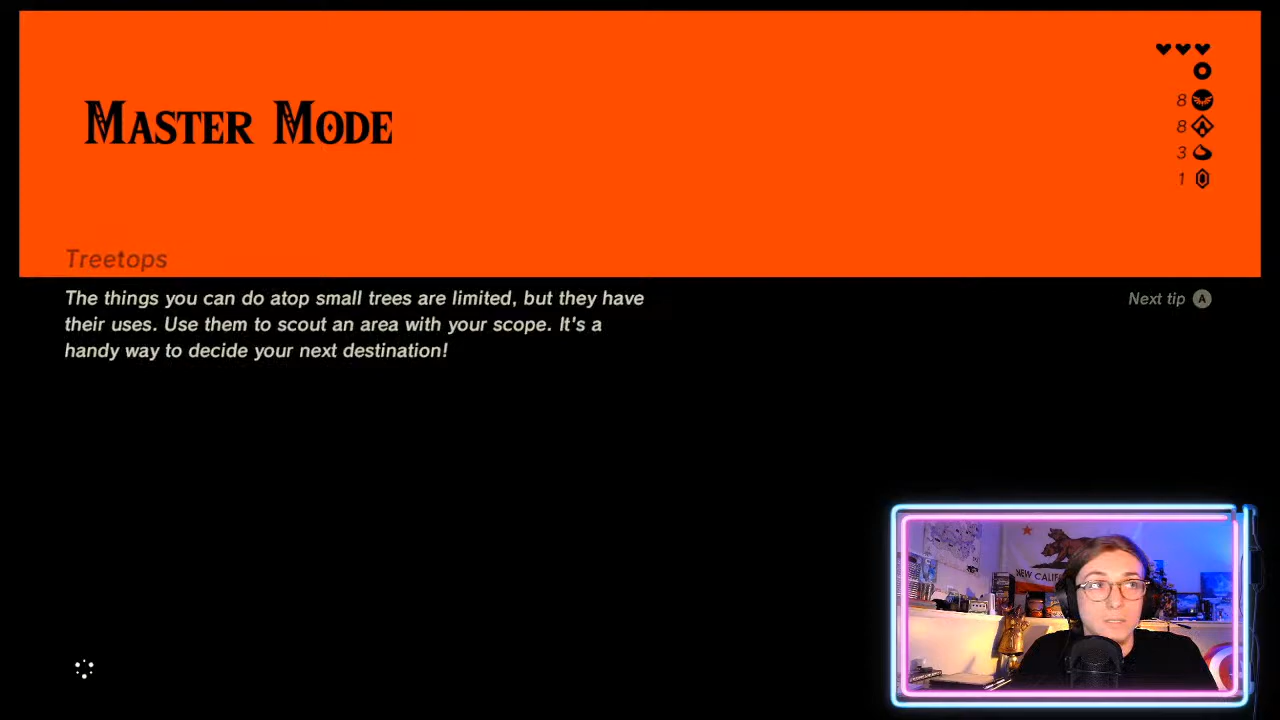 Master Mode
8
8
3
1
Treetops
The things you can do atop small trees are limited, but they have
their uses. Use them to scout an area with your scope. It's a
handy way to decide your next destination!
Next tip A
NEW CALIF